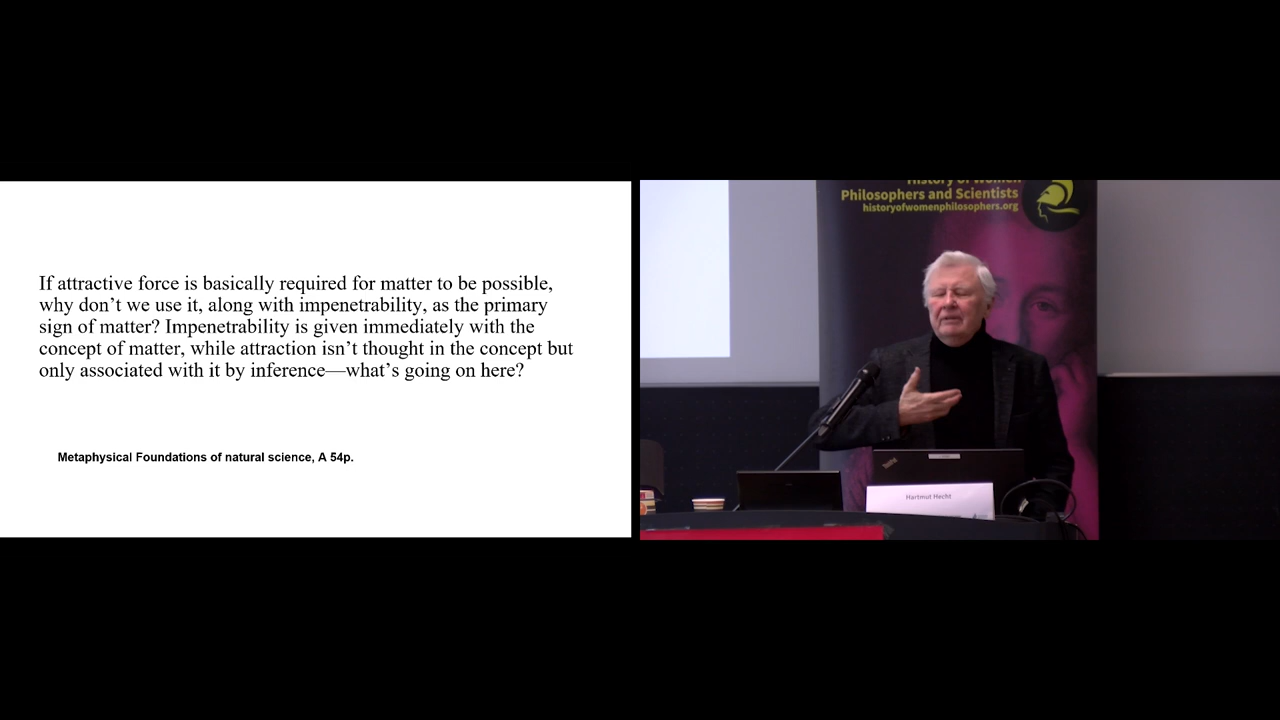 If attractive force is basically required for matter to be possible,
why don't we use it, along with impenetrability, as the primary
sign of matter? Impenetrability is given immediately with the
concept of matter, while attraction isn't thought in the concept but
only associated with it by inference—what's going on here?
Metaphysical Foundations of natural science, A 54p.
History of Women
Philosophers and Scientists
historyofwomenphilosophers.org
Hartmut Hecht